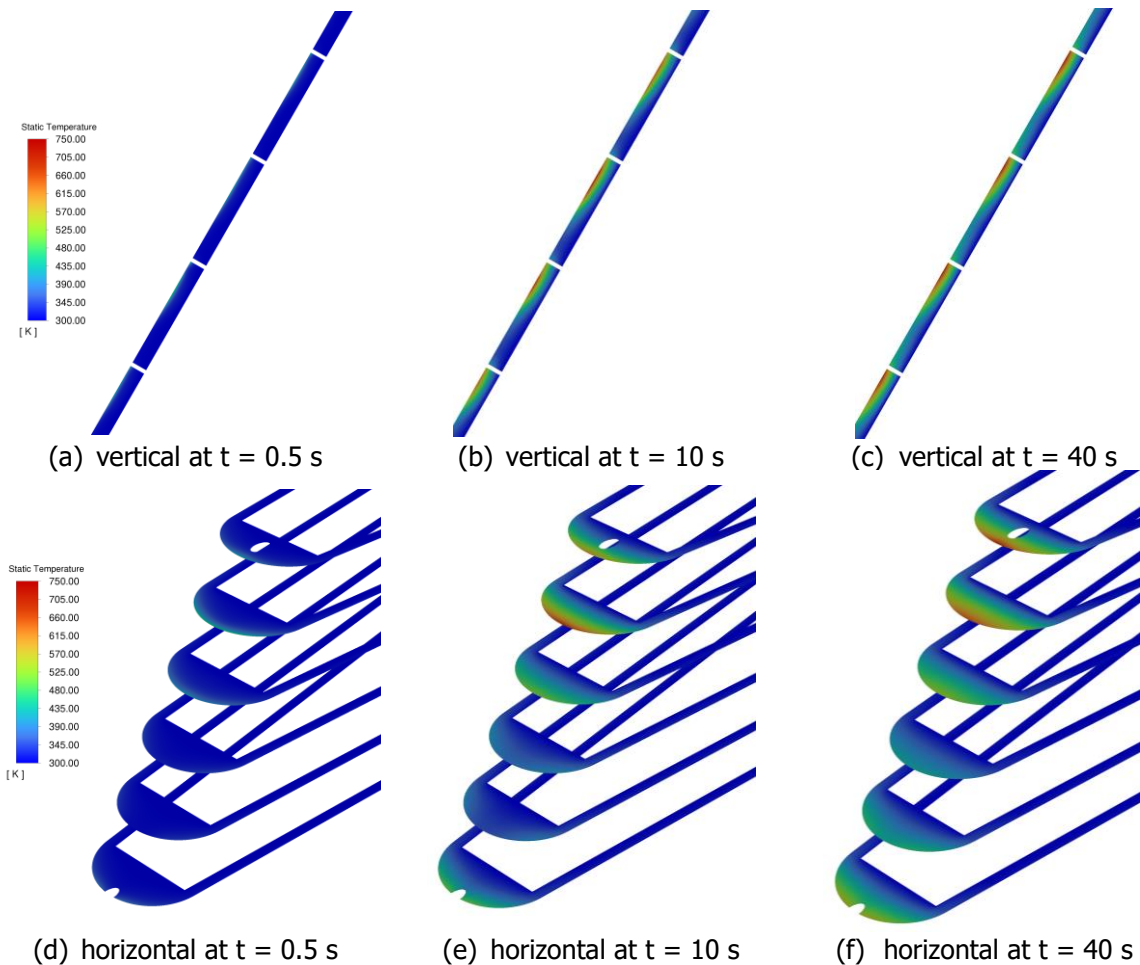 Static Temperature
750.00
705.00
660.00
615.00
570.00
525.00
480.00
435.00
390.00
345.00
300.00
[ K ]
(a) vertical at t = 0.5 s
(b) vertical at t = 10 s
(c) vertical at t = 40 s
Static Temperature
750.00
705.00
660.00
615.00
570.00
525.00
480.00
435.00
390.00
345.00
300.00
[ K ]
(d) horizontal at t = 0.5 s
(e) horizontal at t = 10 s
(f) horizontal at t = 40 s